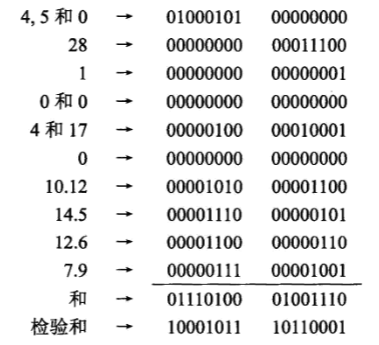 4, 5 和 0 → 01000101 00000000
28 → 00000000 00011100
1 → 00000000 00000001
0 和 0 → 00000000 00000000
4 和 17 → 00000100 00010001
0 → 00000000 00000000
10.12 → 00001010 00001100
14.5 → 00001110 00000101
12.6 → 00001100 00000110
7.9 → 00000111 00001001
和 → 01110100 01001110
检验和 → 10001011 10110001